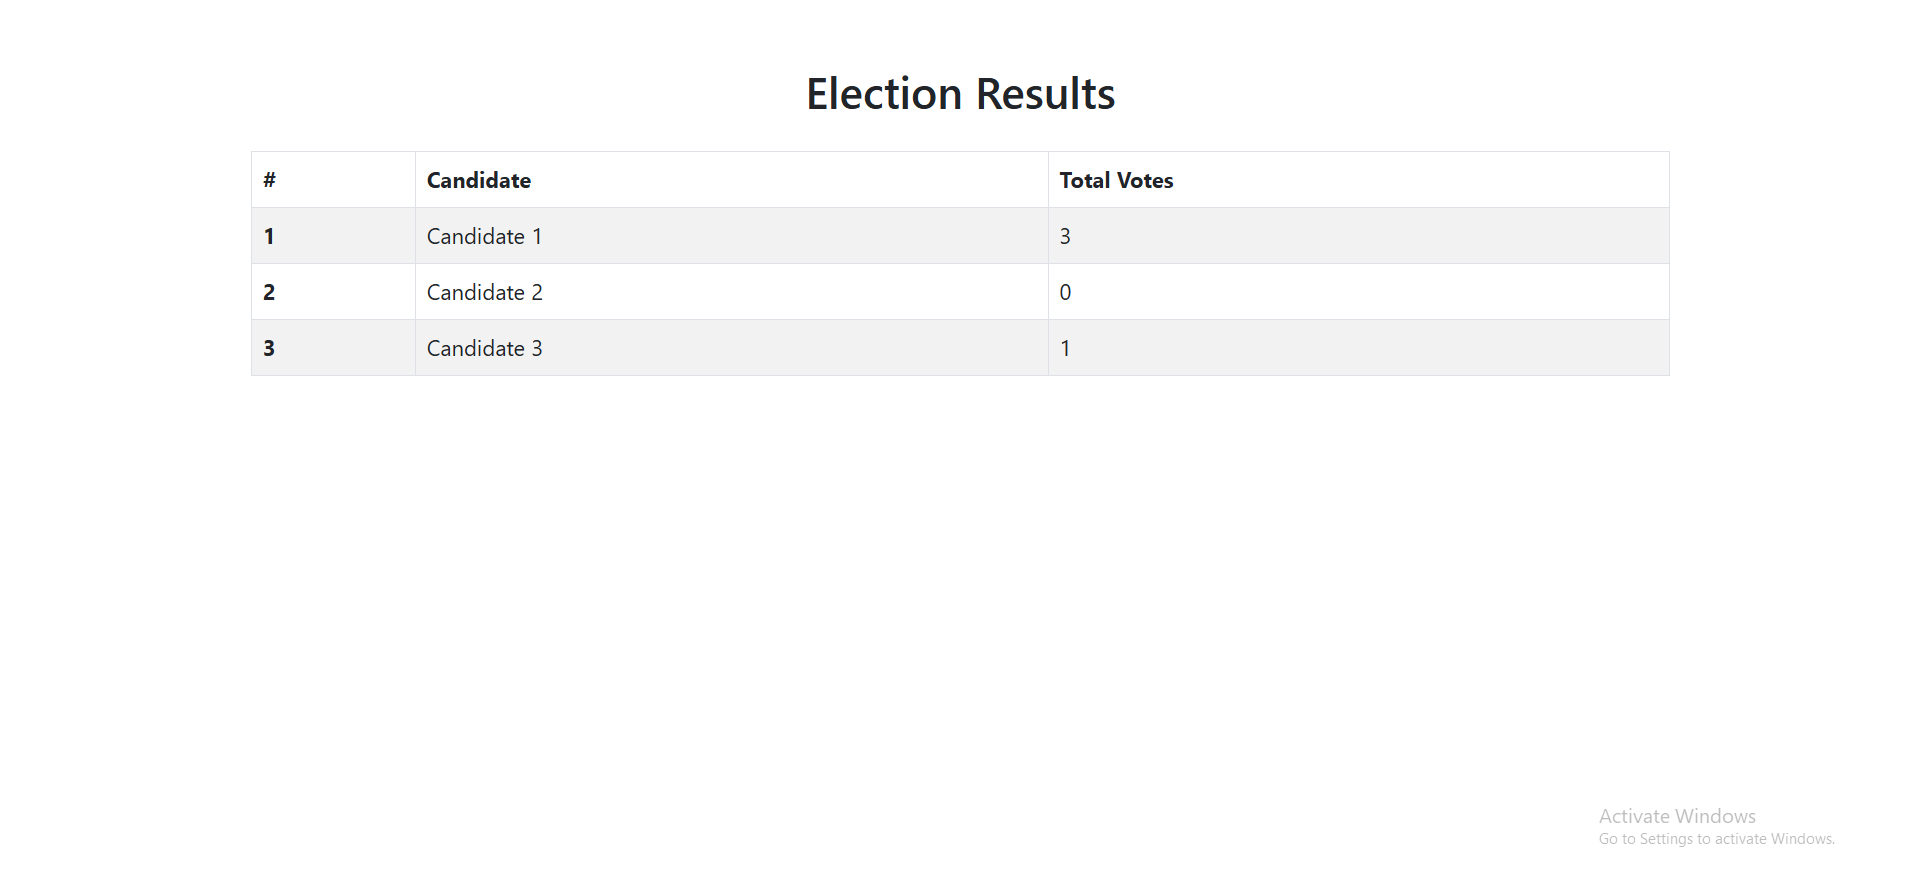 Election Results
# Candidate Total Votes
1 Candidate 1 3
2 Candidate 2 0
3 Candidate 3 1
Activate Windows
Go to Settings to activate Windows.